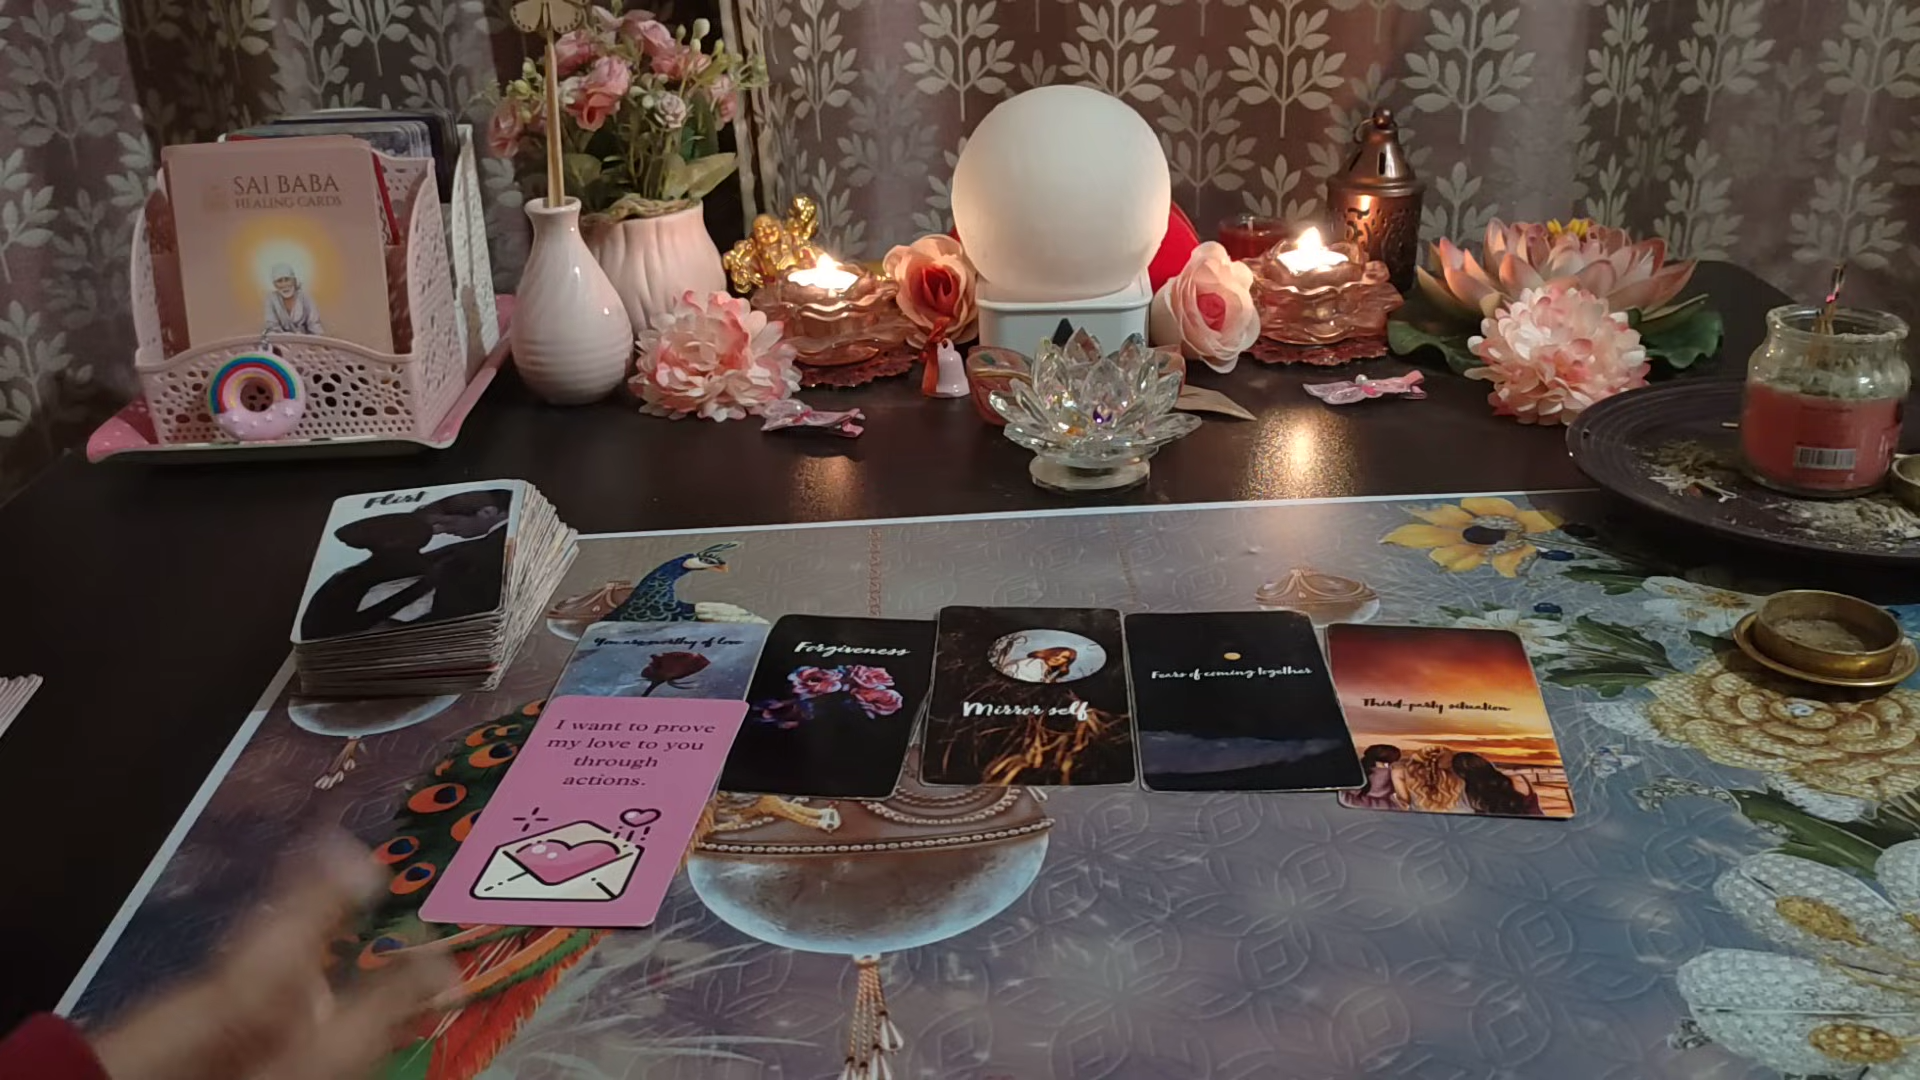 SAI BABA
HEALING CARDS
Flirt
You are worthy of love
Forgiveness
Mirror self
Fears of coming together
Third-party situation
I want to prove
my love to you
through
actions.